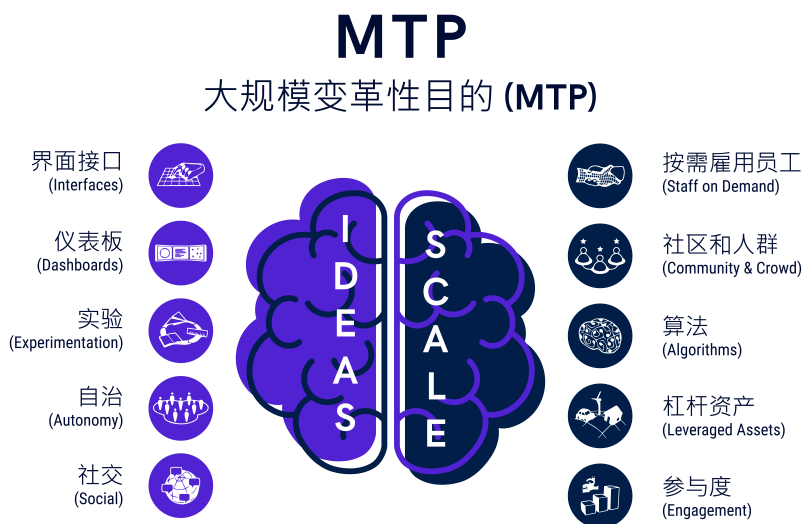 MTP
大规模变革性目的 (MTP)
界面接口
(Interfaces)
仪表板
(Dashboards)
实验
(Experimentation)
自治
(Autonomy)
社交
(Social)
IDEAS
SCALE
按需雇用员工
(Staff on Demand)
社区和人群
(Community & Crowd)
算法
(Algorithms)
杠杆资产
(Leveraged Assets)
参与度
(Engagement)